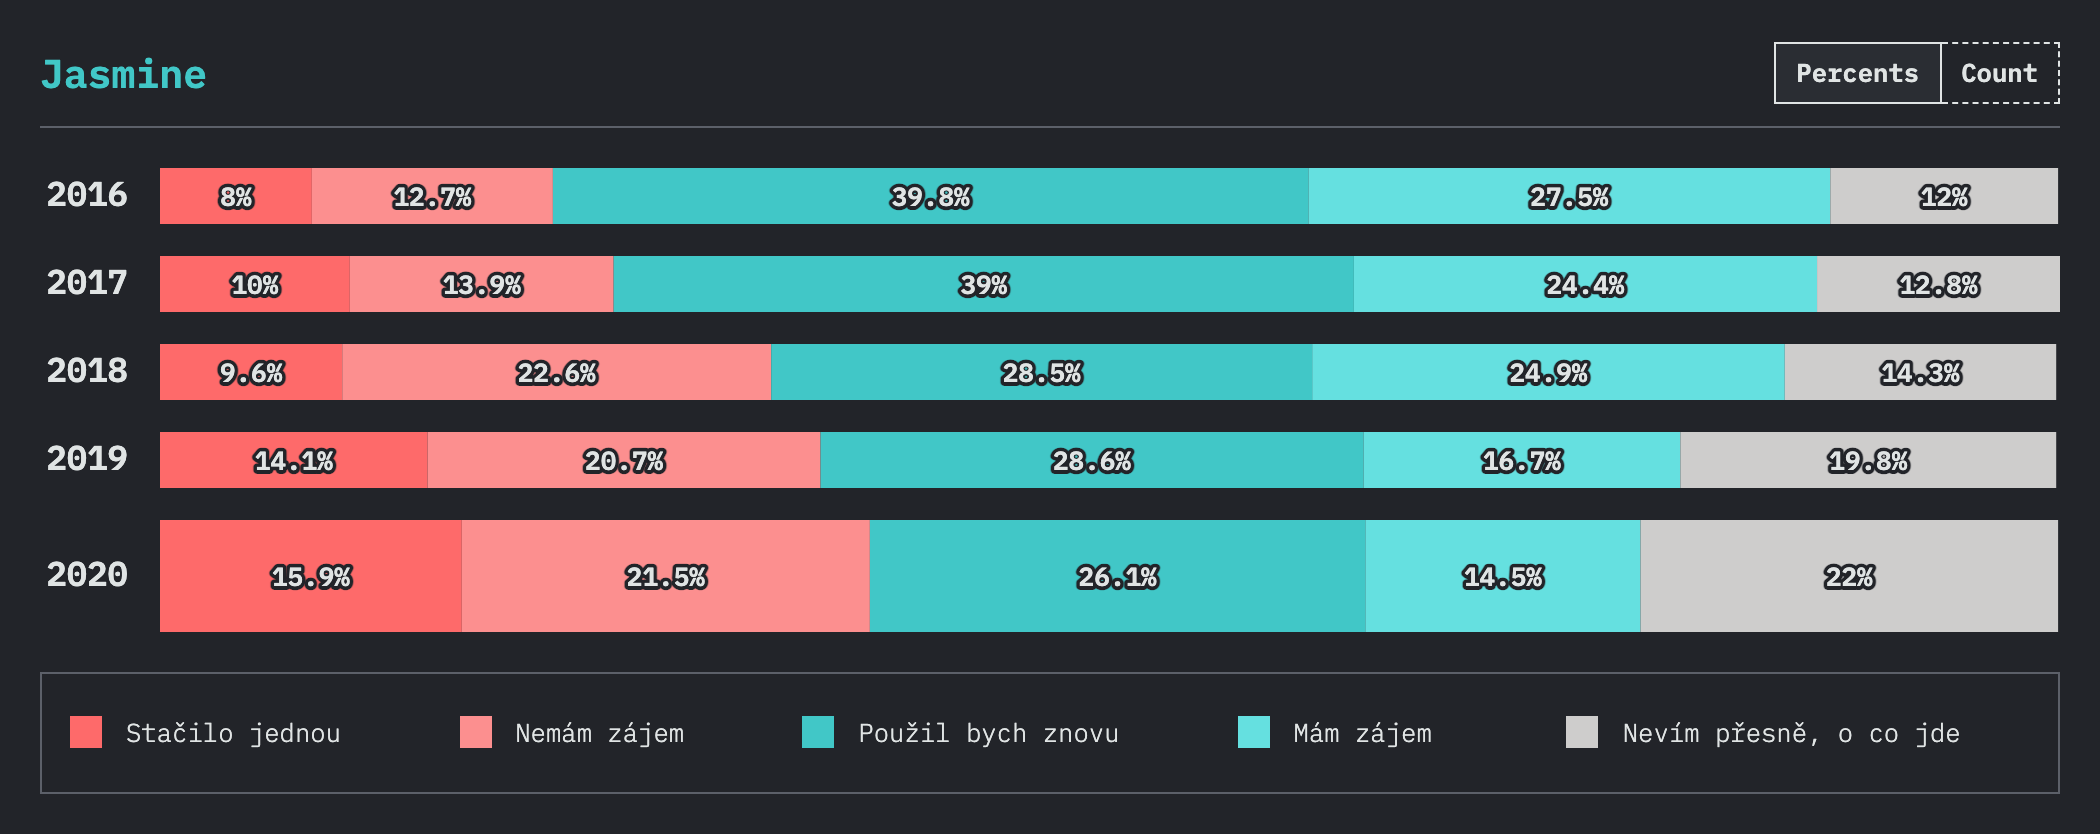 Jasmine
Percents Count
2016 8% 12.7% 39.8% 27.5% 12%
2017 10% 13.9% 39% 24.4% 12.8%
2018 9.6% 22.6% 28.5% 24.9% 14.3%
2019 14.1% 20.7% 28.6% 16.7% 19.8%
2020 15.9% 21.5% 26.1% 14.5% 22%
Stačilo jednou Nemám zájem Použil bych znovu Mám zájem Nevím přesně, o co jde